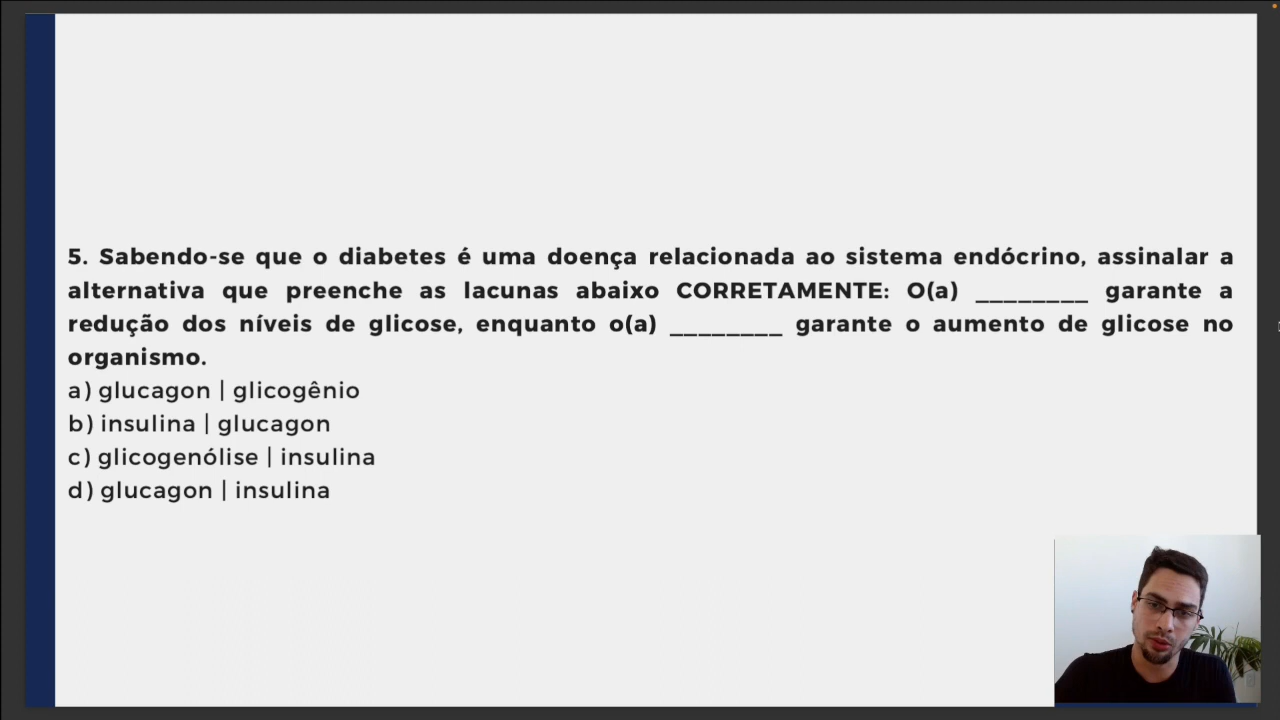 5. Sabendo-se que o diabetes é uma doença relacionada ao sistema endócrino, assinalar a
alternativa que preenche as lacunas abaixo CORRETAMENTE: O(a) ________ garante a
redução dos níveis de glicose, enquanto o(a) ________ garante o aumento de glicose no
organismo.
a) glucagon | glicogênio
b) insulina | glucagon
c) glicogenólise | insulina
d) glucagon | insulina